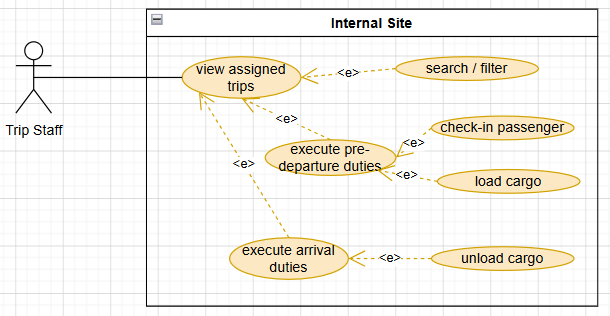 Internal Site
view assigned
trips
<e>
search / filter
Trip Staff
<e>
check-in passenger
execute pre-
departure duties
<e>
<e>
load cargo
<e>
execute arrival
duties
<e>
unload cargo